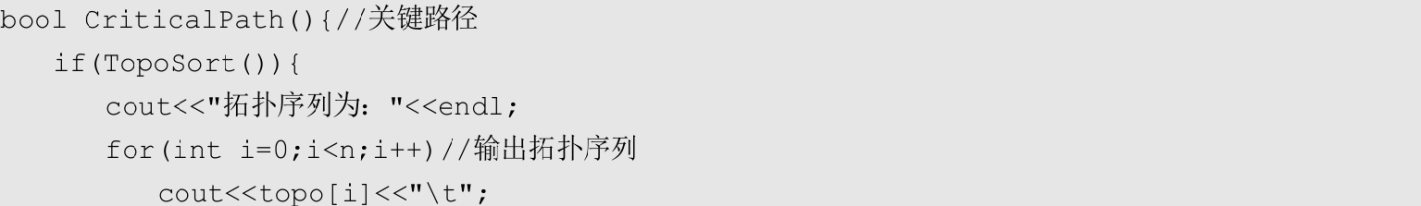 bool CriticalPath(){//关键路径
if(TopoSort()){
cout<<"拓扑序列为："<<endl;
for(int i=0;i<n;i++)//输出拓扑序列
cout<<topo[i]<<"\t";